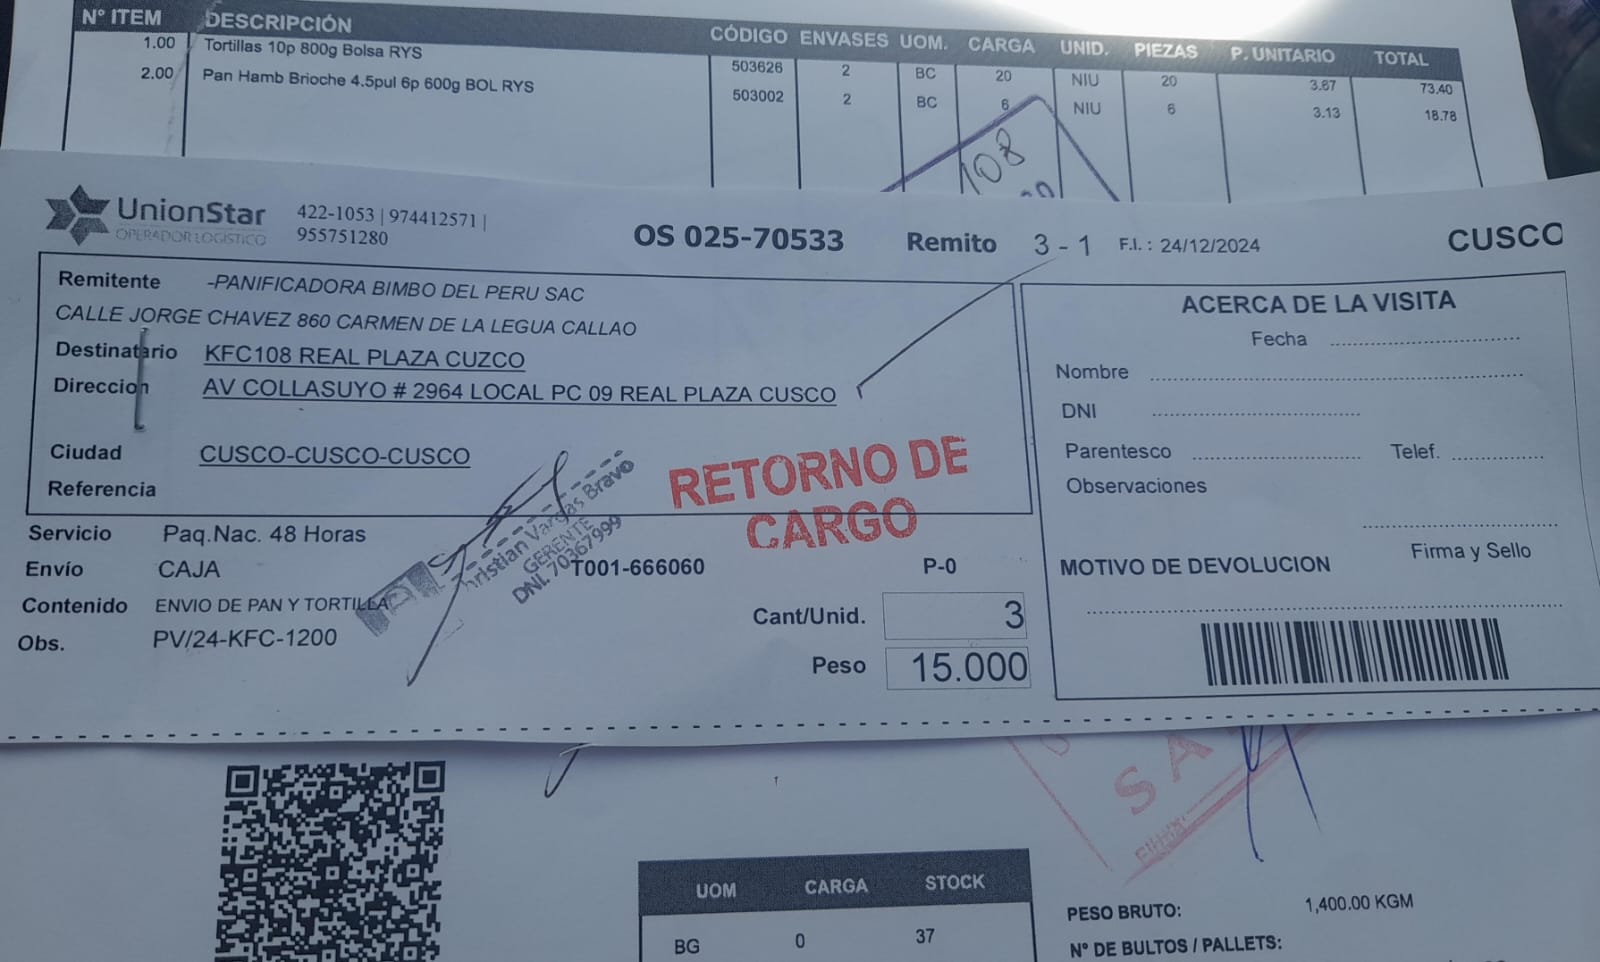 N° ITEM DESCRIPCIÓN CÓDIGO ENVASES UOM. CARGA UNID. PIEZAS P. UNITARIO TOTAL
1.00 Tortillas 10p 800g Bolsa RYS 503626 2 BC 20 NIU 20 3.67 73.40
2.00 Pan Hamb Brioche 4.5pul 6p 600g BOL RYS 503002 2 BC 6 NIU 6 3.13 18.78
108
UnionStar
OPERADOR LOGÍSTICO
422-1053 | 974412571 |
955751280
OS 025-70533 Remito 3 - 1 F.I. : 24/12/2024 CUSCO
Remitente -PANIFICADORA BIMBO DEL PERU SAC
CALLE JORGE CHAVEZ 860 CARMEN DE LA LEGUA CALLAO
Destinatario KFC108 REAL PLAZA CUZCO
Direccion AV COLLASUYO # 2964 LOCAL PC 09 REAL PLAZA CUSCO
Ciudad CUSCO-CUSCO-CUSCO
Referencia
RETORNO DE
CARGO
Servicio Paq.Nac. 48 Horas
Envío CAJA
Contenido ENVIO DE PAN Y TORTILLA
Obs. PV/24-KFC-1200
hristian Vargas Bravo
GERENTE
DNI. 70367999
T001-666060 P-0
Cant/Unid. 3
Peso 15.000
ACERCA DE LA VISITA
Fecha
Nombre
DNI
Parentesco Telef.
Observaciones
Firma y Sello
MOTIVO DE DEVOLUCION
SA
UOM CARGA STOCK
BG 0 37
PESO BRUTO: 1,400.00 KGM
N° DE BULTOS / PALLETS: